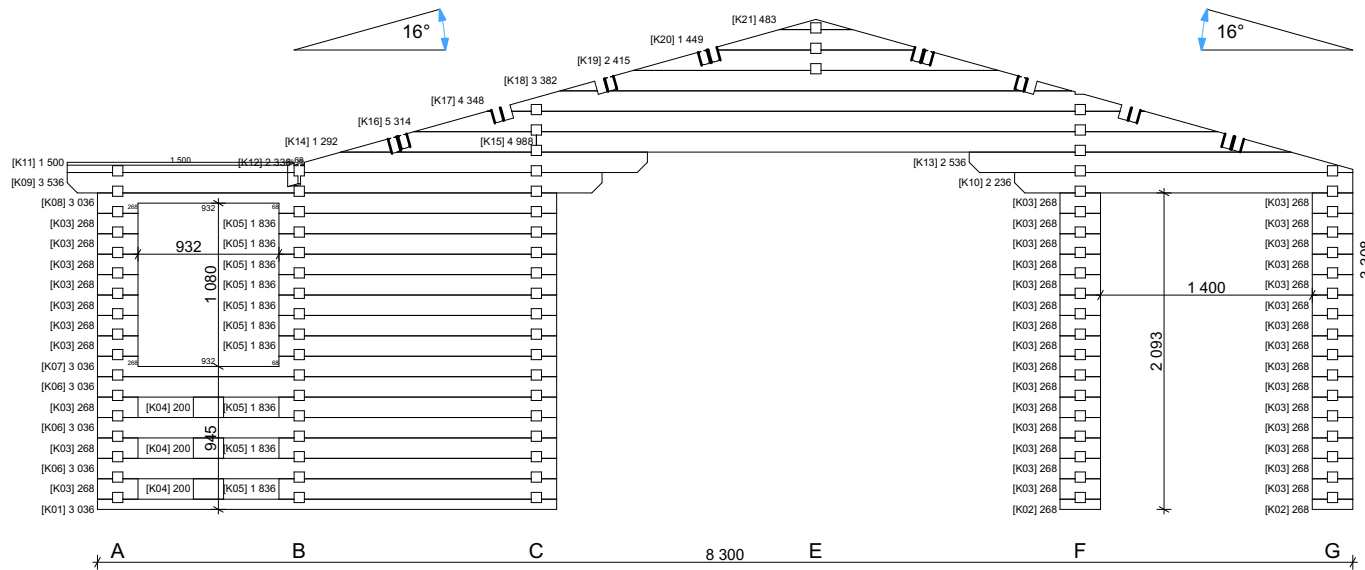 16°
16°
[K21] 483
[K20] 1 449
[K19] 2 415
[K18] 3 382
[K17] 4 348
[K16] 5 314
[K14] 1 292
[K15] 4 988
[K11] 1 500
1 500
[K12] 2 336
68
[K13] 2 536
[K09] 3 536
[K10] 2 236
[K08] 3 036
268
932
68
[K03] 268
[K03] 268
[K03] 268
[K05] 1 836
[K03] 268
[K03] 268
[K03] 268
932
[K05] 1 836
[K03] 268
[K03] 268
[K03] 268
[K05] 1 836
[K03] 268
[K03] 268
2 308
[K03] 268
[K05] 1 836
[K03] 268
[K03] 268
1 080
1 400
[K03] 268
[K05] 1 836
[K03] 268
[K03] 268
[K03] 268
[K05] 1 836
[K03] 268
[K03] 268
[K03] 268
[K05] 1 836
[K03] 268
[K03] 268
2 093
268
932
68
[K07] 3 036
[K03] 268
[K03] 268
[K06] 3 036
[K03] 268
[K03] 268
[K03] 268
[K04] 200
[K05] 1 836
[K03] 268
[K03] 268
[K06] 3 036
[K03] 268
[K03] 268
945
[K03] 268
[K04] 200
[K05] 1 836
[K03] 268
[K03] 268
[K06] 3 036
[K03] 268
[K03] 268
[K03] 268
[K04] 200
[K05] 1 836
[K03] 268
[K03] 268
[K01] 3 036
[K02] 268
[K02] 268
A
B
C
E
F
G
8 300